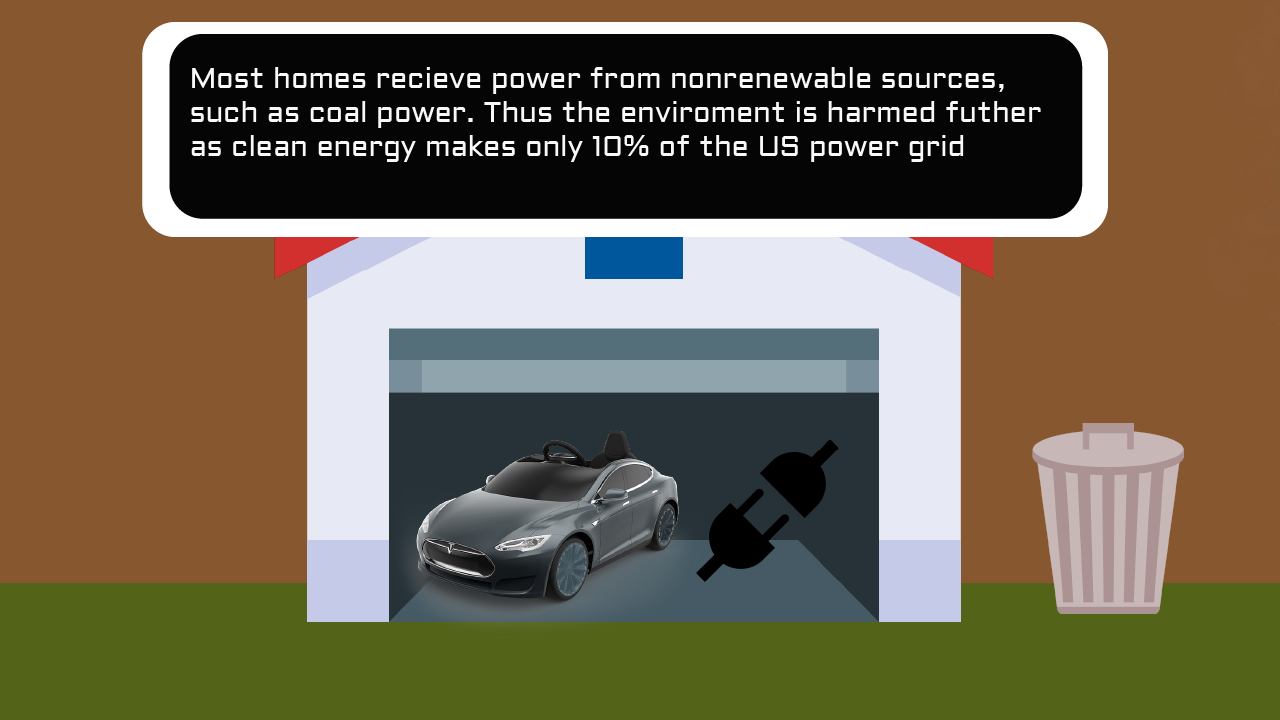 Most homes recieve power from nonrenewable sources,
such as coal power. Thus the enviroment is harmed futher
as clean energy makes only 10% of the US power grid